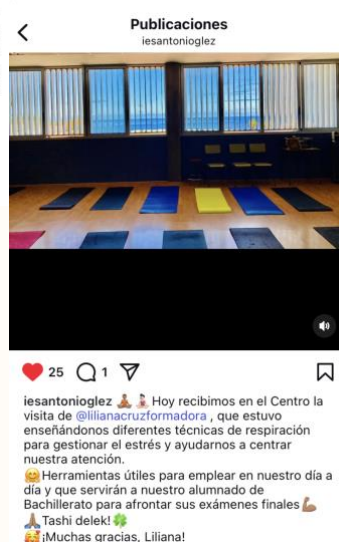 Publicaciones
iesantonioglez
25 1
iesantonioglez 🧘🏽🧘🏻 Hoy recibimos en el Centro la
visita de @lilianacruzformadora , que estuvo
enseñándonos diferentes técnicas de respiración
para gestionar el estrés y ayudarnos a centrar
nuestra atención.
🤗Herramientas útiles para emplear en nuestro día a
día y que servirán a nuestro alumnado de
Bachillerato para afrontar sus exámenes finales💪🏽
🙏🏽Tashi delek!🍀
🥰¡Muchas gracias, Liliana!